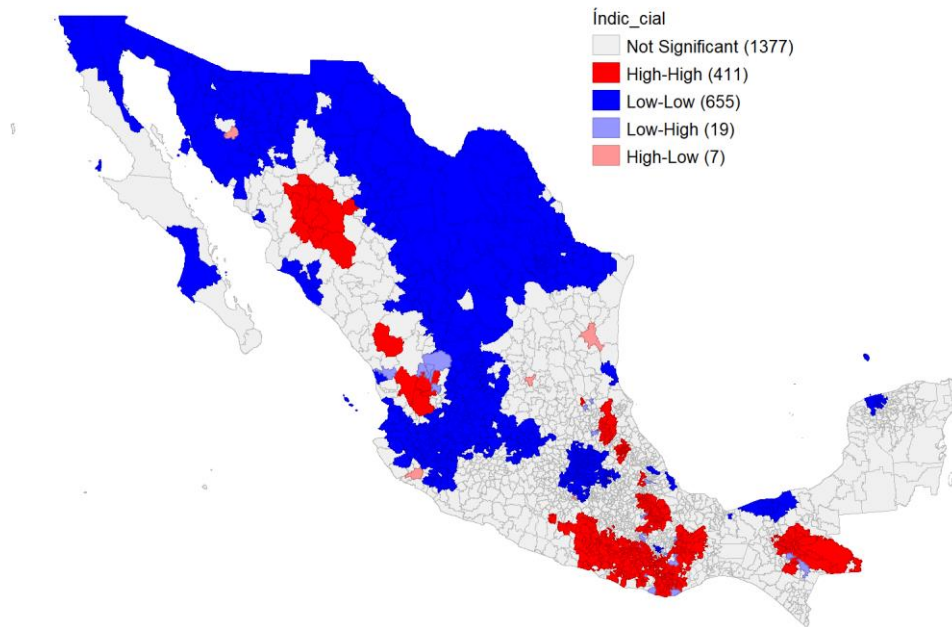 Índic_cial
Not Significant (1377)
High-High (411)
Low-Low (655)
Low-High (19)
High-Low (7)